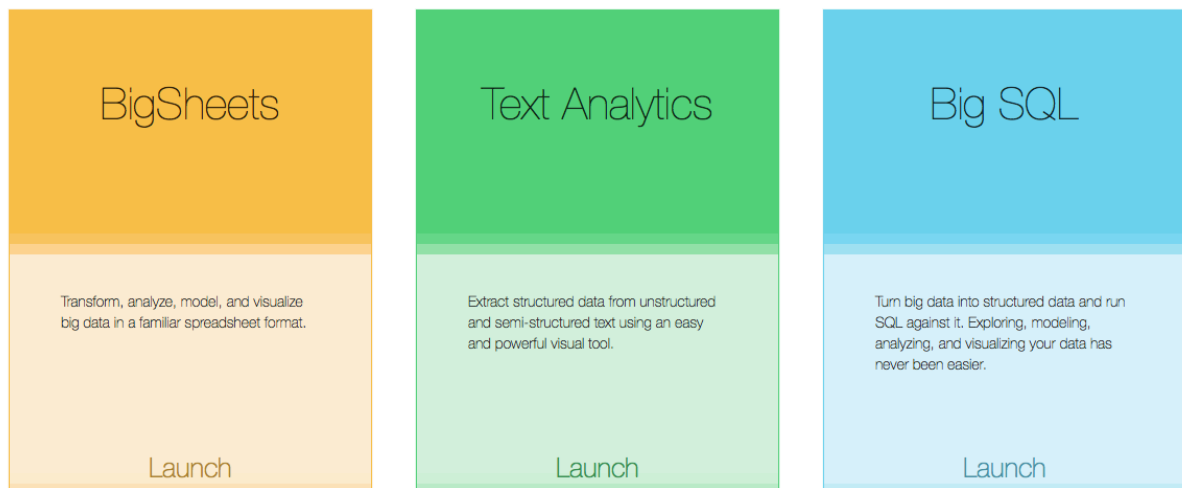 BigSheets
Transform, analyze, model, and visualize
big data in a familiar spreadsheet format.
Launch
Text Analytics
Extract structured data from unstructured
and semi-structured text using an easy
and powerful visual tool.
Launch
Big SQL
Turn big data into structured data and run
SQL against it. Exploring, modeling,
analyzing, and visualizing your data has
never been easier.
Launch